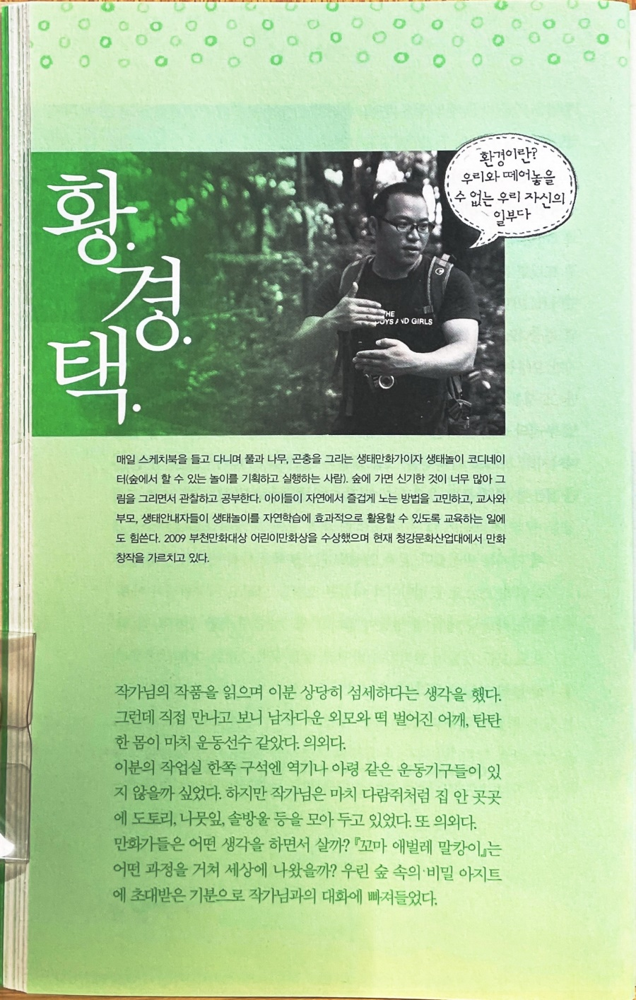 황.
경.
택.
환경이란?
우리와 떼어놓을
수 없는 우리 자신의
일부다
THE
BOYS AND GIRLS
매일 스케치북을 들고 다니며 풀과 나무, 곤충을 그리는 생태만화가이자 생태놀이 코디네이
터(숲에서 할 수 있는 놀이를 기획하고 실행하는 사람). 숲에 가면 신기한 것이 너무 많아 그
림을 그리면서 관찰하고 공부한다. 아이들이 자연에서 즐겁게 노는 방법을 고민하고, 교사와
부모, 생태안내자들이 생태놀이를 자연학습에 효과적으로 활용할 수 있도록 교육하는 일에
도 힘쓴다. 2009 부천만화대상 어린이만화상을 수상했으며 현재 청강문화산업대에서 만화
창작을 가르치고 있다.
작가님의 작품을 읽으며 이분 상당히 섬세하다는 생각을 했다.
그런데 직접 만나고 보니 남자다운 외모와 떡 벌어진 어깨, 탄탄
한 몸이 마치 운동선수 같았다. 의외다.
이분의 작업실 한쪽 구석엔 역기나 아령 같은 운동기구들이 있
지 않을까 싶었다. 하지만 작가님은 마치 다람쥐처럼 집 안 곳곳
에 도토리, 나뭇잎, 솔방울 등을 모아 두고 있었다. 또 의외다.
만화가들은 어떤 생각을 하면서 살까? 『꼬마 애벌레 말캉이』는
어떤 과정을 거쳐 세상에 나왔을까? 우린 숲 속의 비밀 아지트
에 초대받은 기분으로 작가님과의 대화에 빠져들었다.